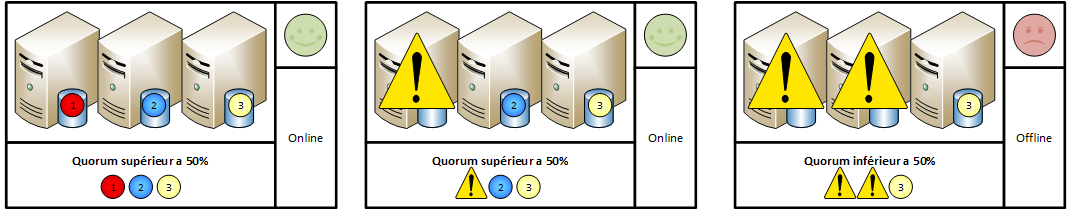 1 2 3
Online
Quorum supérieur a 50%
1 2 3
! 2 3
Online
Quorum supérieur a 50%
! 2 3
! ! 3
Offline
Quorum inférieur a 50%
! ! 3